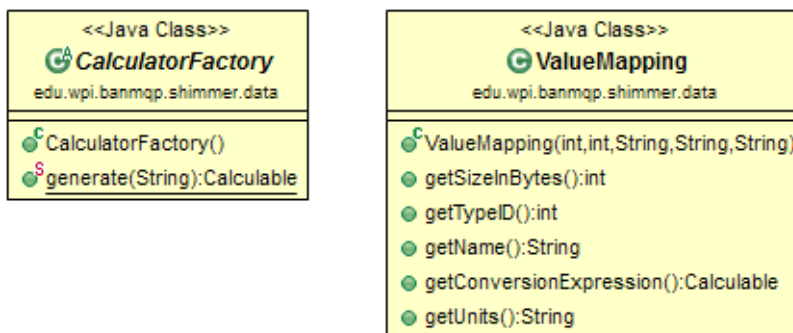 <<Java Class>>
CalculatorFactory
edu.wpi.banmqp.shimmer.data
CalculatorFactory()
generate(String):Calculable
<<Java Class>>
ValueMapping
edu.wpi.banmqp.shimmer.data
ValueMapping(int,int,String,String,String)
getSizeInBytes():int
getTypeID():int
getName():String
getConversionExpression():Calculable
getUnits():String